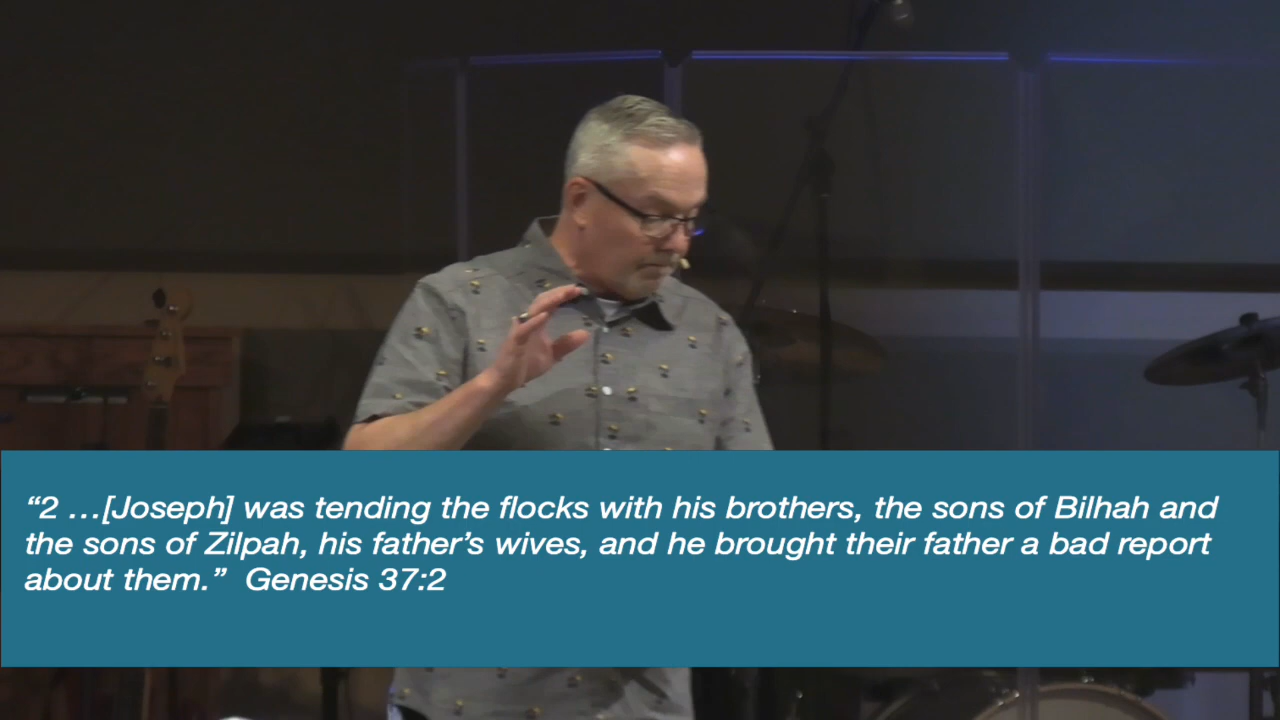 “2 …[Joseph] was tending the flocks with his brothers, the sons of Bilhah and
the sons of Zilpah, his father’s wives, and he brought their father a bad report
about them.”  Genesis 37:2